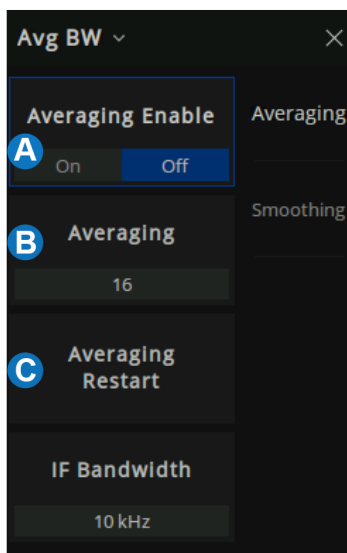 Avg BW
Averaging Enable
A
On Off
B
Averaging
16
C
Averaging
Restart
IF Bandwidth
10 kHz
Averaging
Smoothing